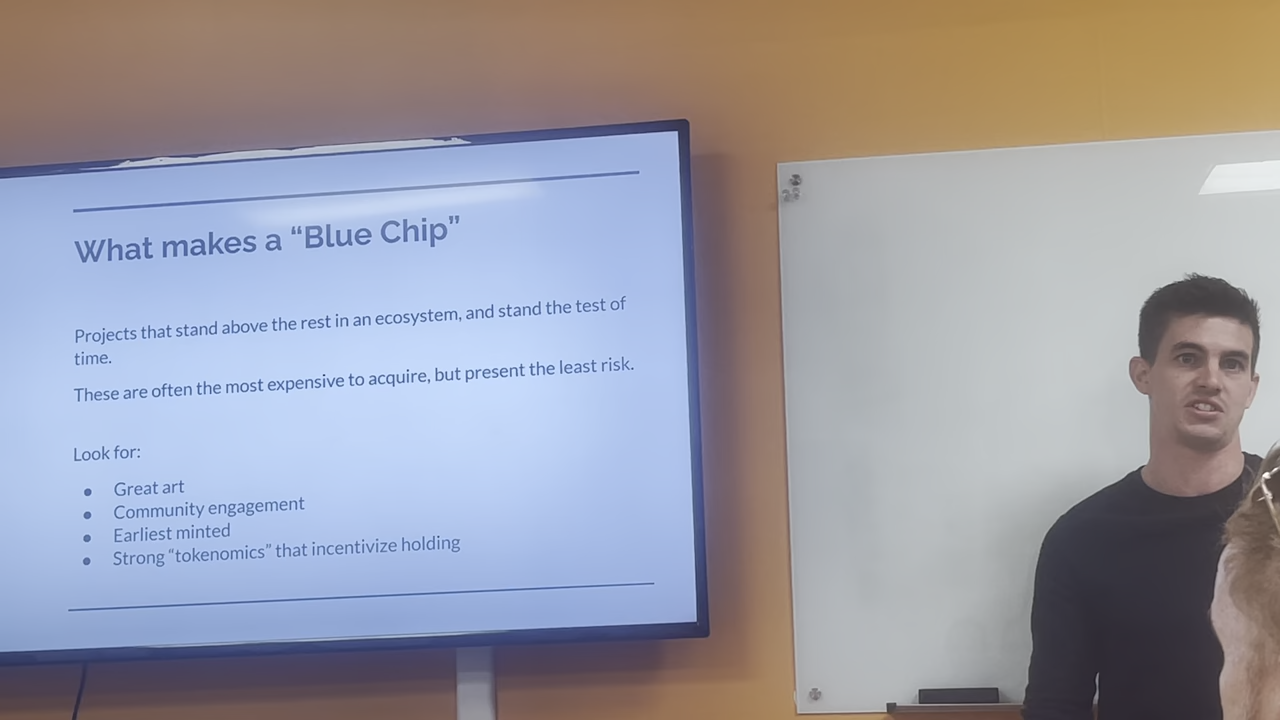 What makes a “Blue Chip”
Projects that stand above the rest in an ecosystem, and stand the test of
time.
These are often the most expensive to acquire, but present the least risk.
Look for:
● Great art
● Community engagement
● Earliest minted
● Strong “tokenomics” that incentivize holding